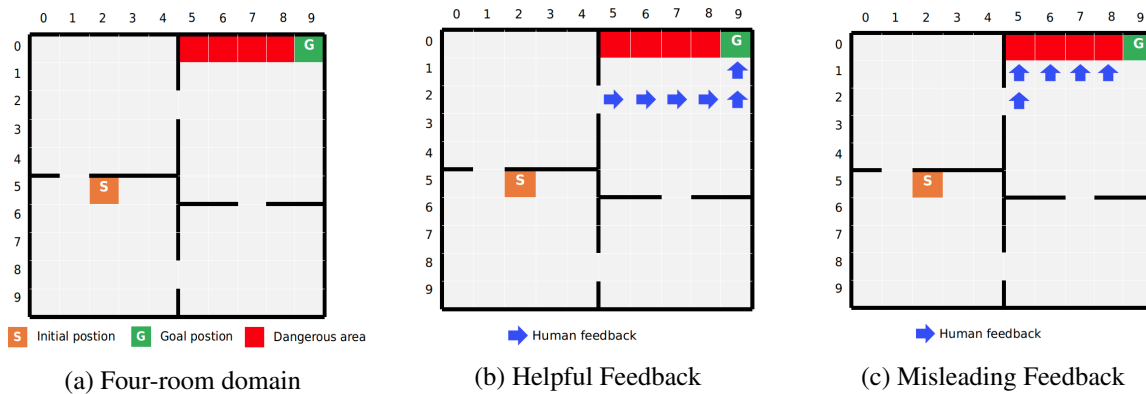 0 1 2 3 4 5 6 7 8 9
0 G
1
2
3
4
5 S
6
7
8
9
S Initial postion G Goal postion Dangerous area
(a) Four-room domain
0 1 2 3 4 5 6 7 8 9
0 G
1
2
3
4
5 S
6
7
8
9
Human feedback
(b) Helpful Feedback
0 1 2 3 4 5 6 7 8 9
0 G
1
2
3
4
5 S
6
7
8
9
Human feedback
(c) Misleading Feedback